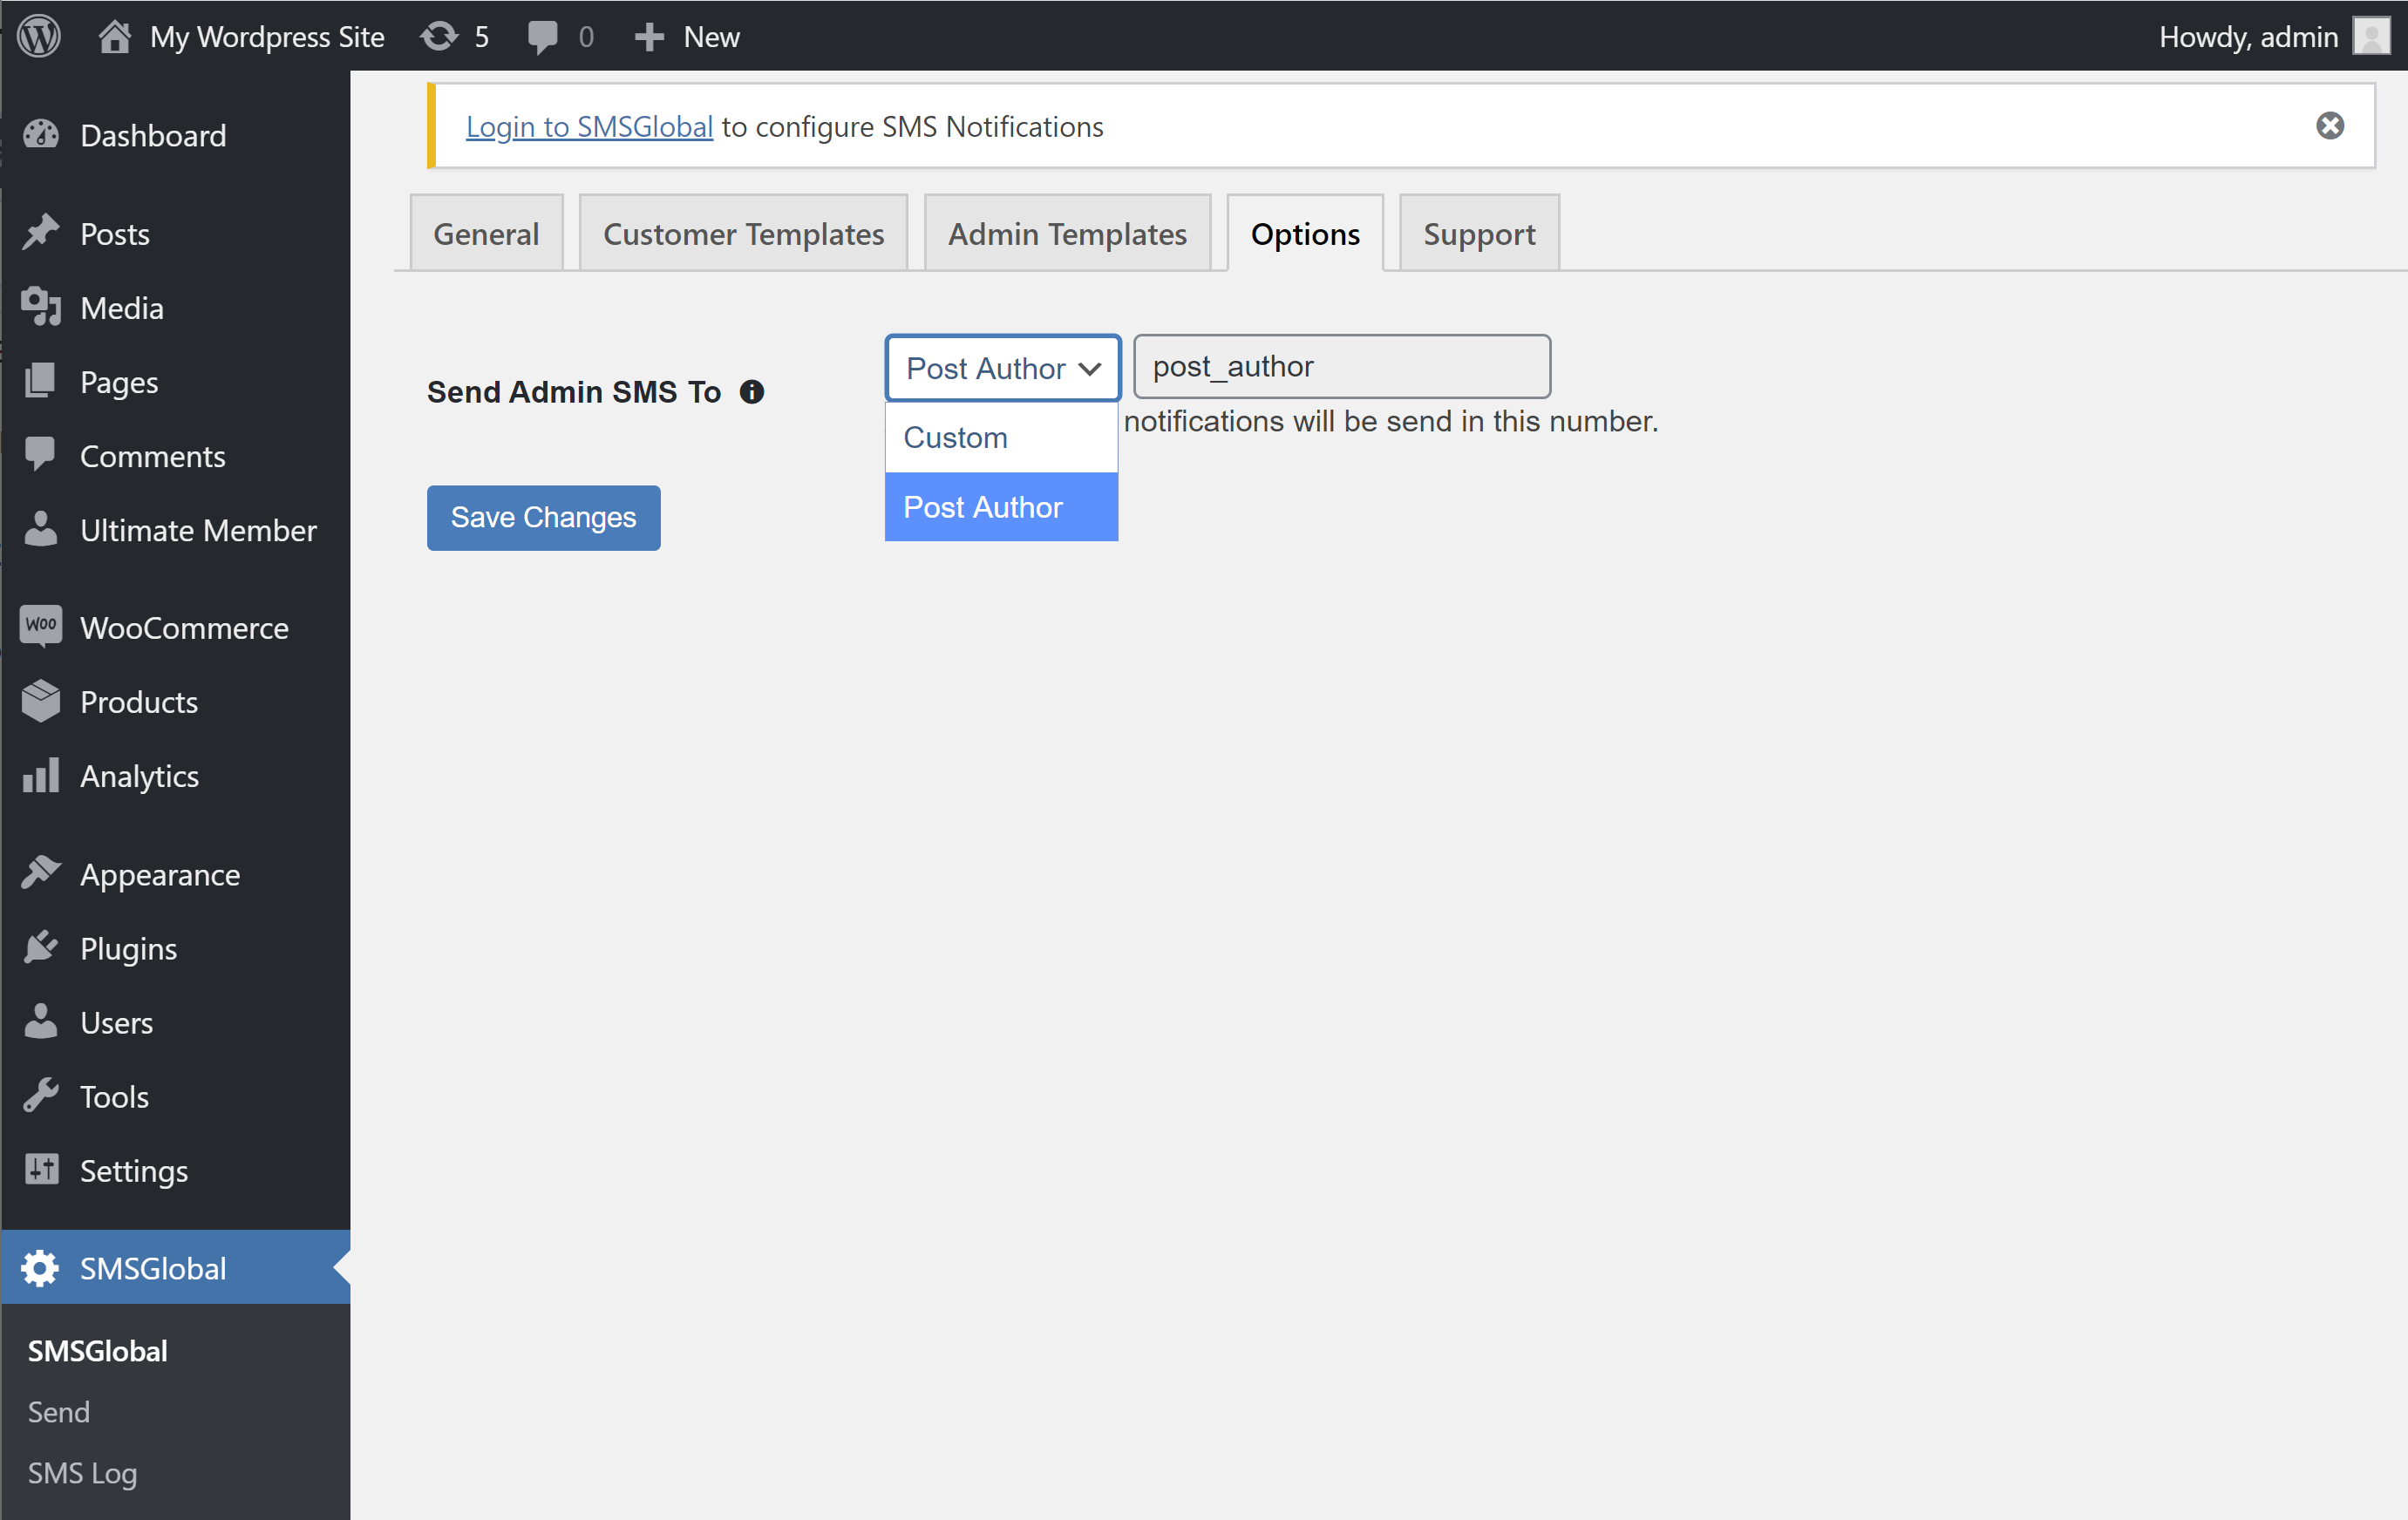 My Wordpress Site 5 0 New Howdy, admin
Dashboard
Posts
Media
Pages
Comments
Ultimate Member
Woo WooCommerce
Products
Analytics
Appearance
Plugins
Users
Tools
Settings
SMSGlobal
SMSGlobal
Send
SMS Log
Login to SMSGlobal to configure SMS Notifications
General Customer Templates Admin Templates Options Support
Send Admin SMS To
Post Author post_author
notifications will be send in this number.
Custom
Post Author
Save Changes